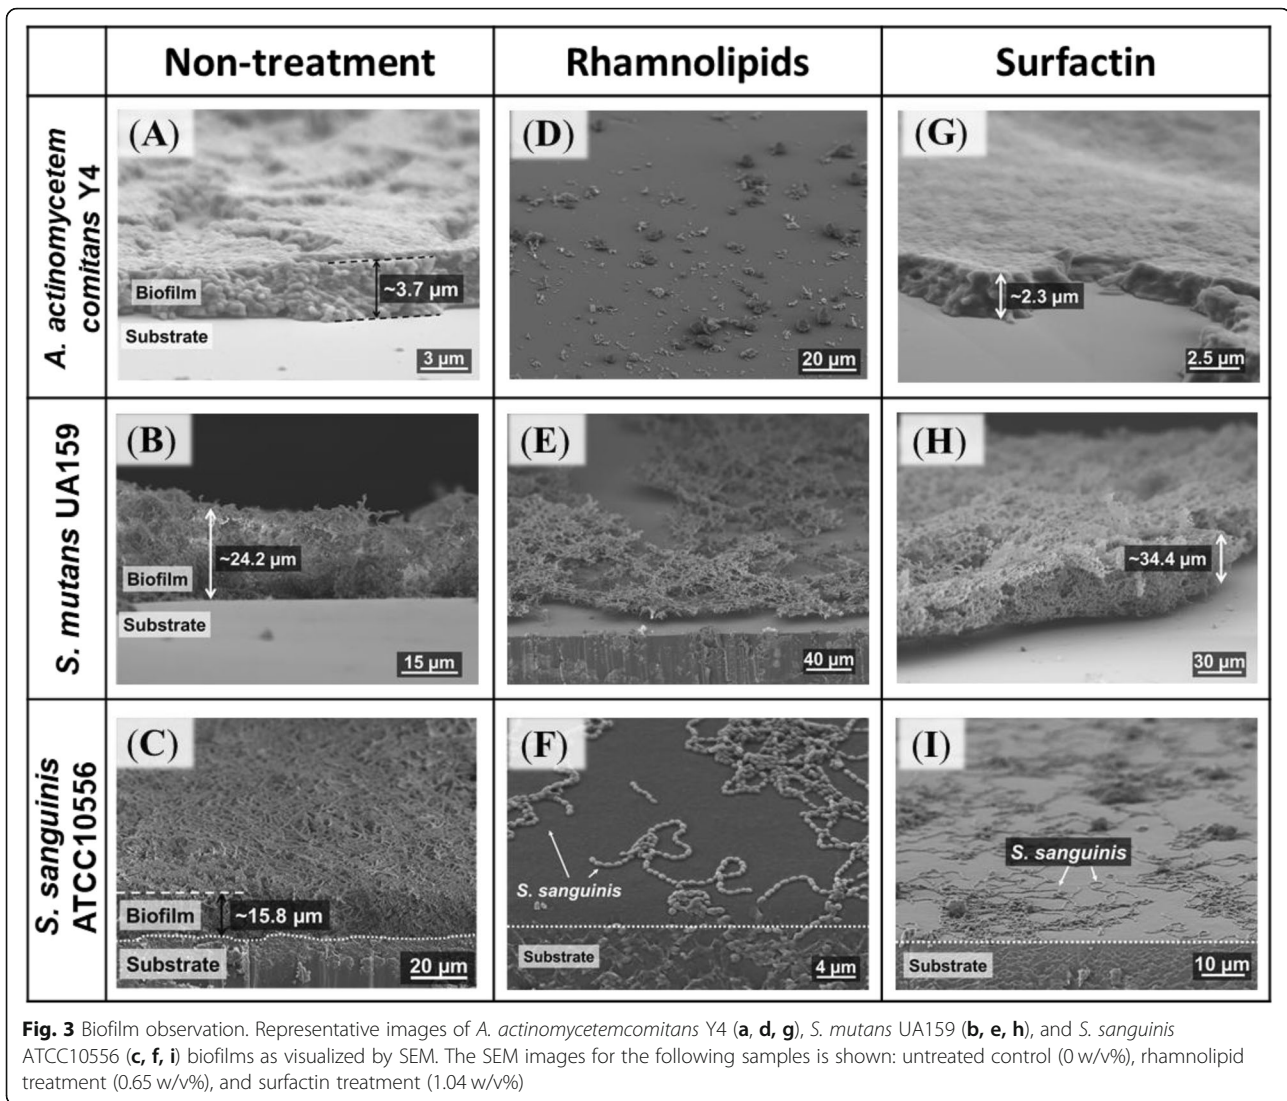 Non-treatment
Rhamnolipids
Surfactin
A. actinomycetem
comitans Y4
(A)
~3.7 µm
Biofilm
Substrate
3 µm
(D)
20 µm
(G)
~2.3 µm
2.5 µm
S. mutans UA159
(B)
~24.2 µm
Biofilm
Substrate
15 µm
(E)
40 µm
(H)
~34.4 µm
30 µm
S. sanguinis
ATCC10556
(C)
Biofilm
~15.8 µm
Substrate
20 µm
(F)
S. sanguinis
Substrate
4 µm
(I)
S. sanguinis
Substrate
10 µm
Fig. 3 Biofilm observation. Representative images of A. actinomycetemcomitans Y4 (a, d, g), S. mutans UA159 (b, e, h), and S. sanguinis
ATCC10556 (c, f, i) biofilms as visualized by SEM. The SEM images for the following samples is shown: untreated control (0 w/v%), rhamnolipid
treatment (0.65 w/v%), and surfactin treatment (1.04 w/v%)